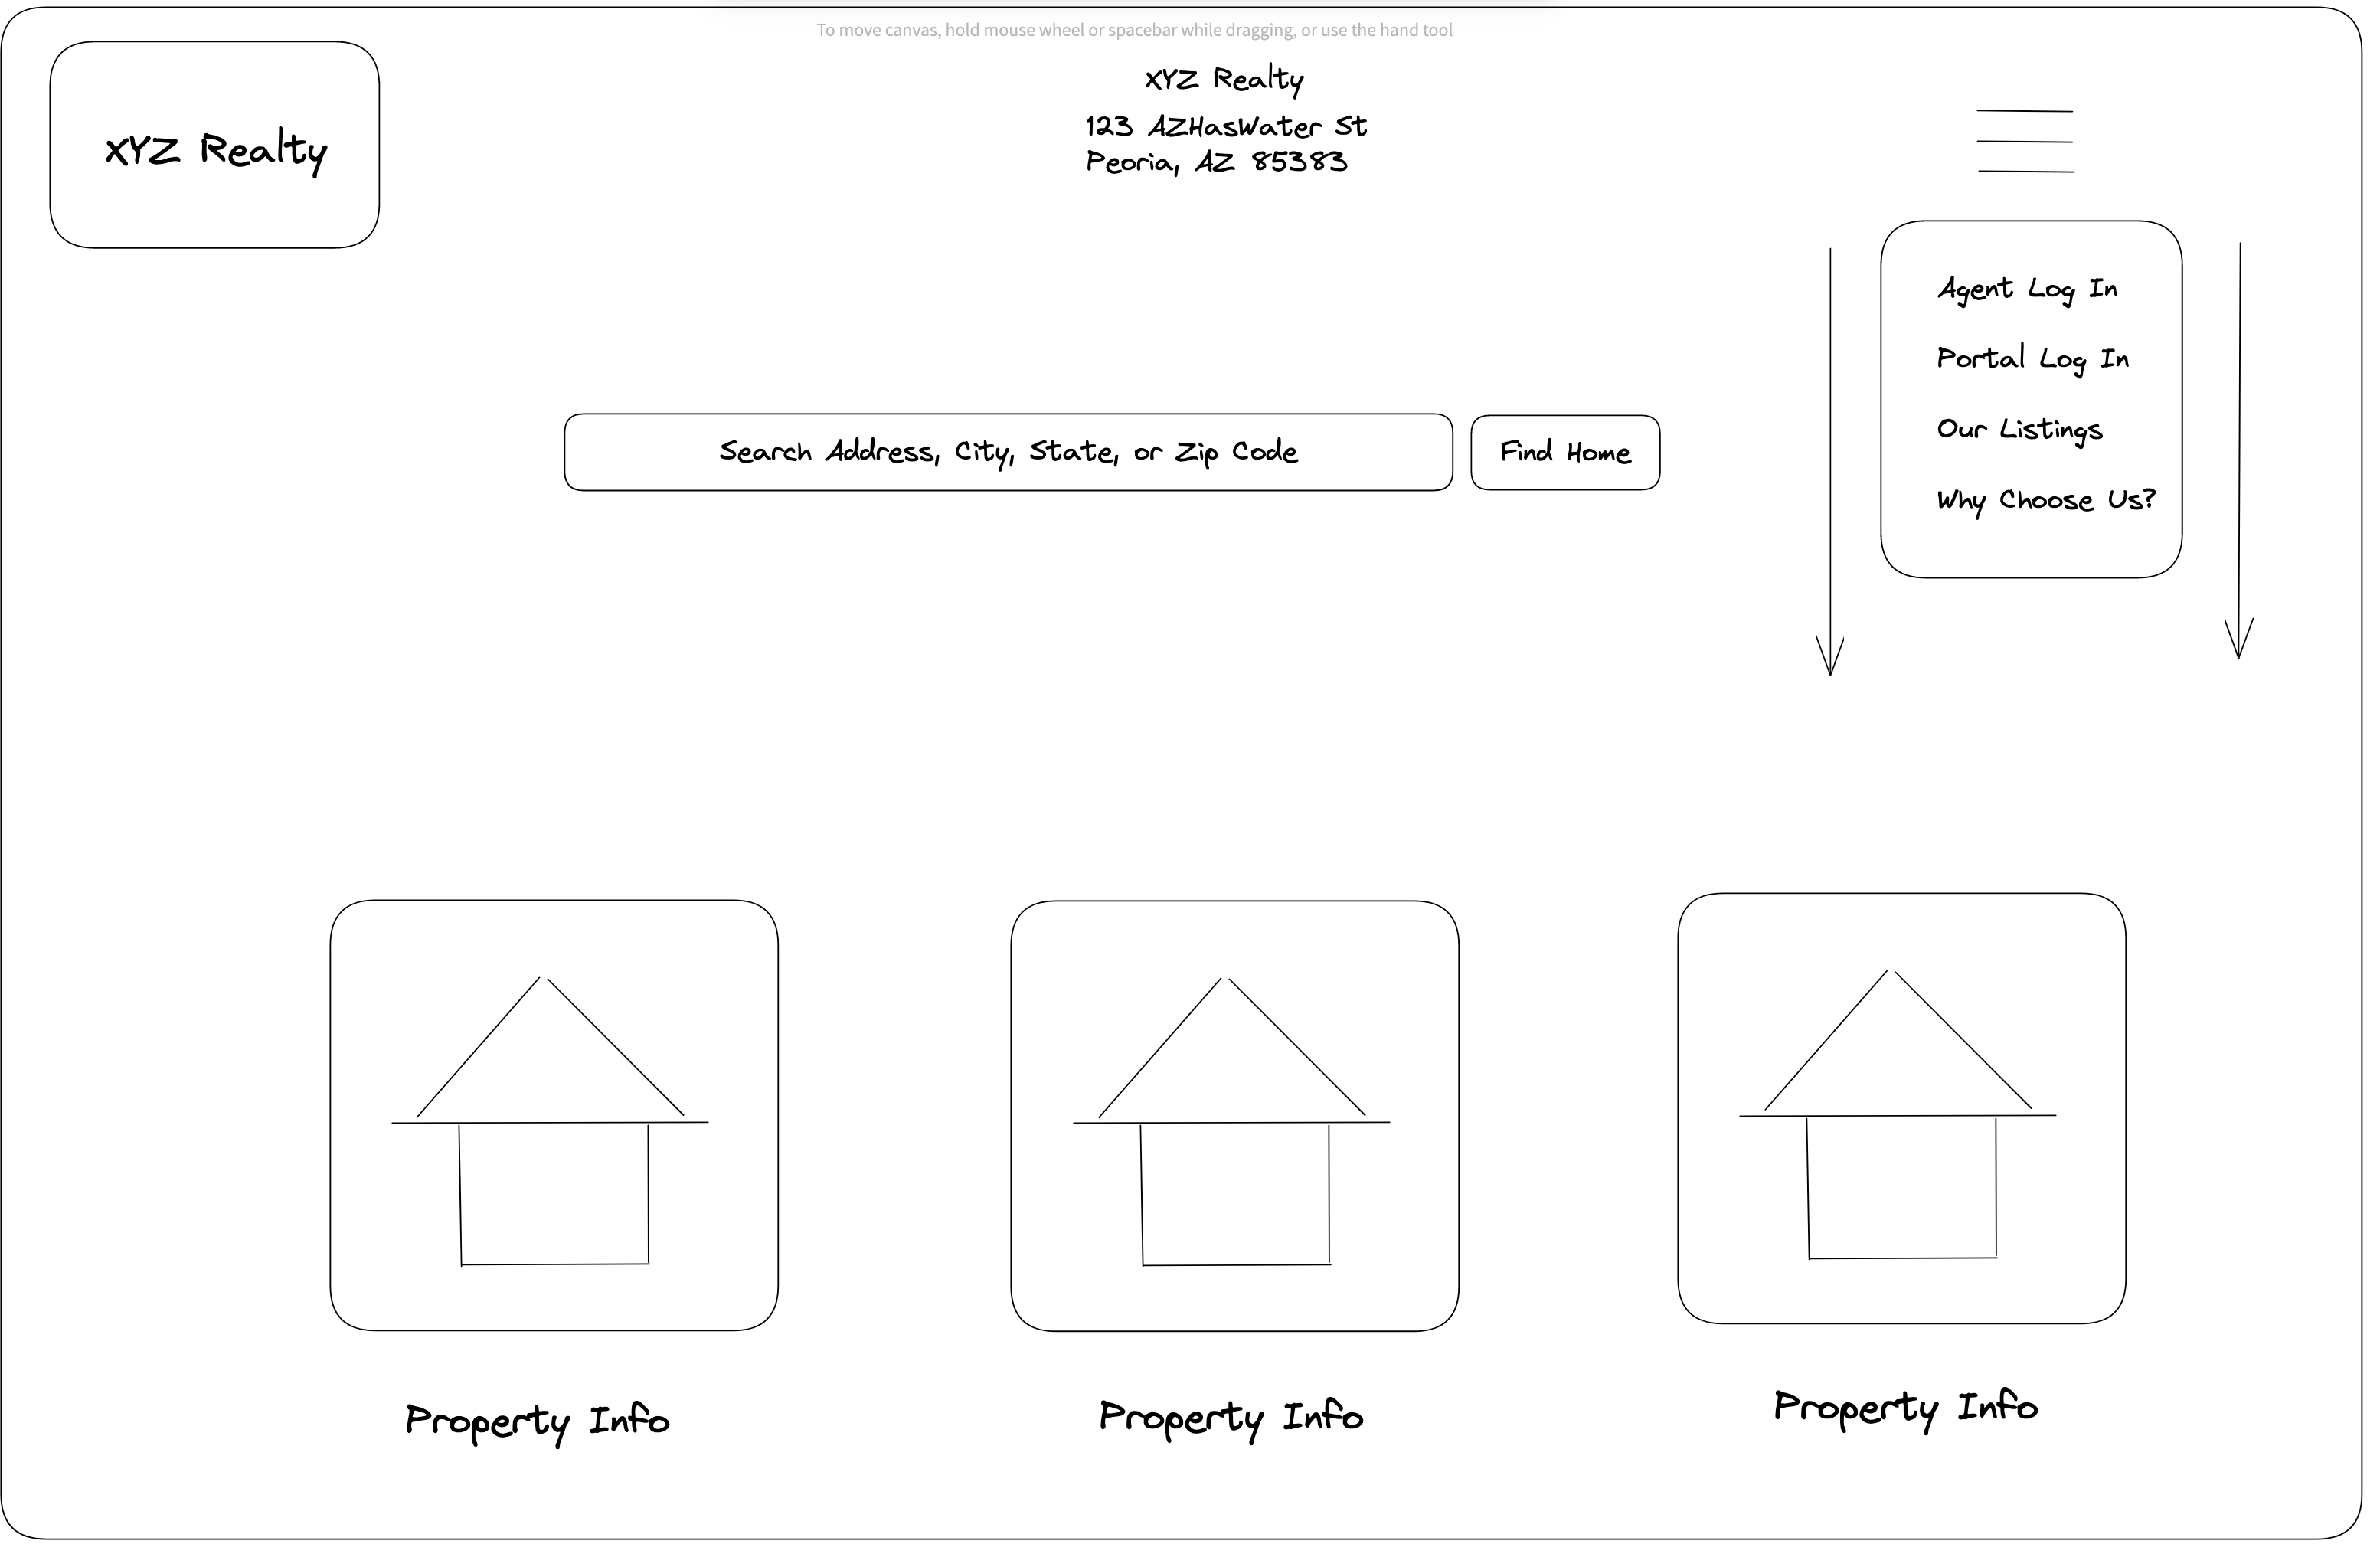 To move canvas, hold mouse wheel or spacebar while dragging, or use the hand tool
XYZ Realty
XYZ Realty
123 AZHasWater St
Peoria, AZ 85383
Agent Log In
Portal Log In
Our Listings
Why Choose Us?
Search Address, City, State, or Zip Code
Find Home
Property Info
Property Info
Property Info